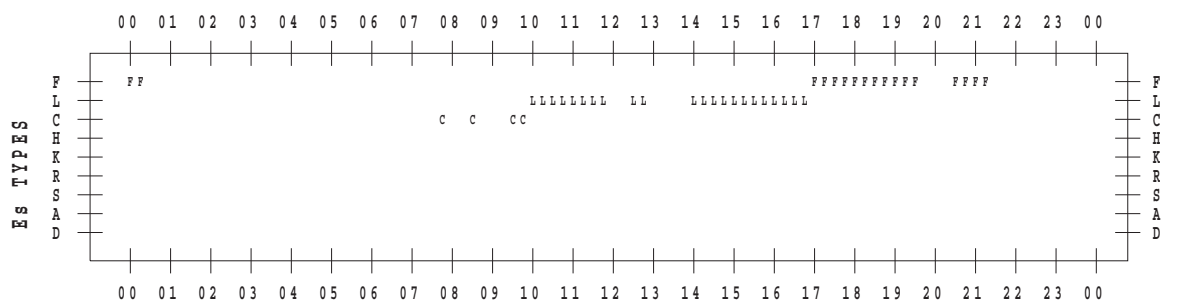 00 01 02 03 04 05 06 07 08 09 10 11 12 13 14 15 16 17 18 19 20 21 22 23 00
F FF FFFFFFFFFFF FFFF F
L LLLLLLLL LL LLLLLLLLLLLL L
C C C CC C
H H
K K
R R
S S
A A
D D
Es TYPES
00 01 02 03 04 05 06 07 08 09 10 11 12 13 14 15 16 17 18 19 20 21 22 23 00